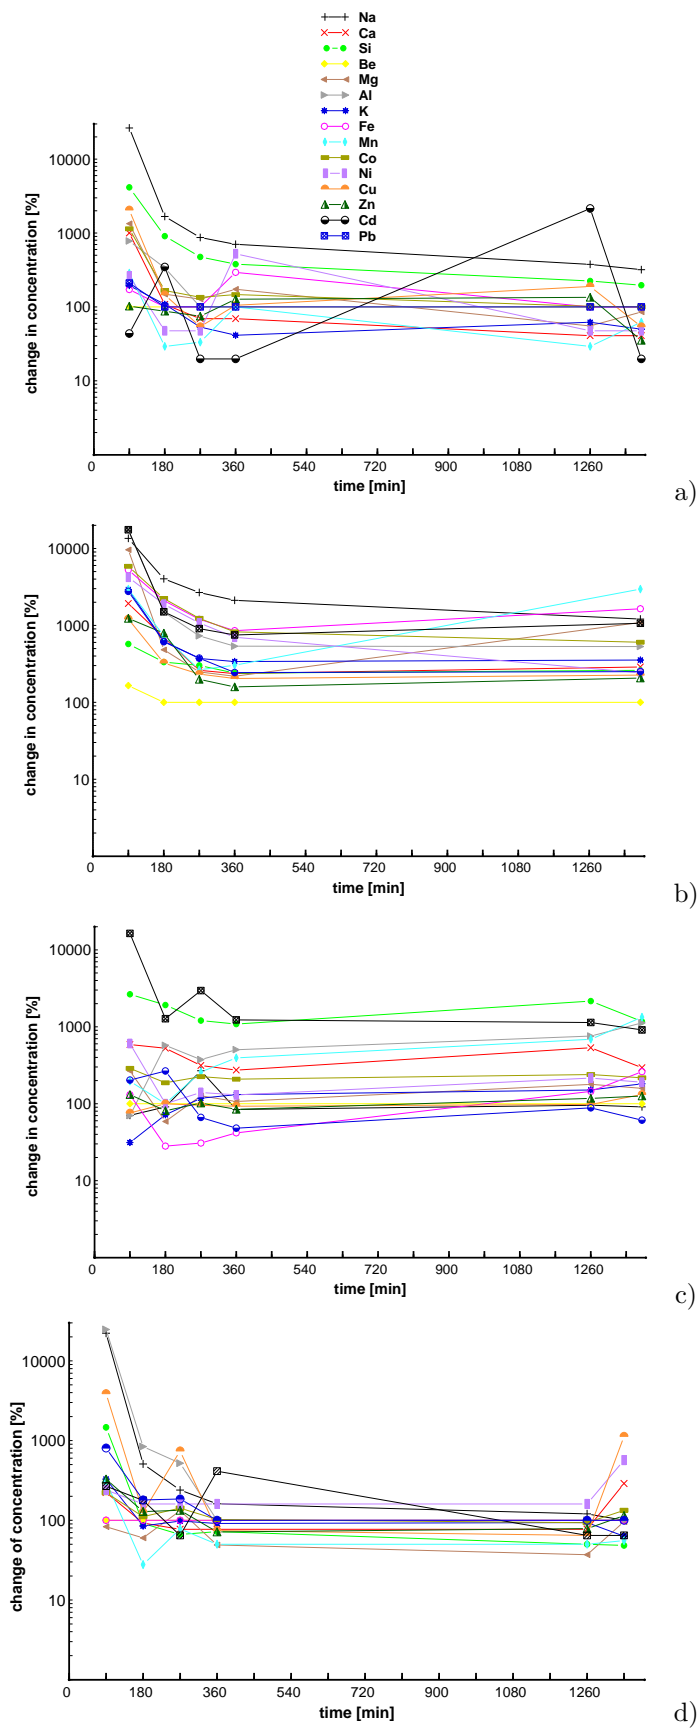 Na
Ca
Si
Be
Mg
Al
K
Fe
Mn
Co
Ni
Cu
Zn
Cd
Pb
change in concentration [%]
10000
1000
100
10
0 180 360 540 720 900 1080 1260
time [min]
a)
change in concentration [%]
10000
1000
100
10
0 180 360 540 720 900 1080 1260
time [min]
b)
change in concentration [%]
10000
1000
100
10
0 180 360 540 720 900 1080 1260
time [min]
c)
change of concentration [%]
10000
1000
100
10
0 180 360 540 720 900 1080 1260
time [min]
d)